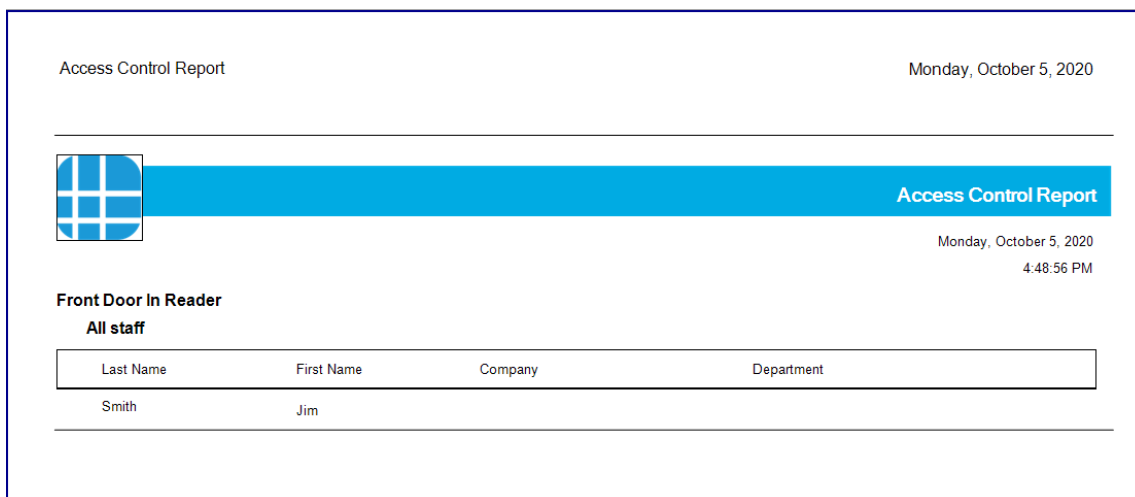 Access Control Report Monday, October 5, 2020
Access Control Report
Monday, October 5, 2020
4:48:56 PM
Front Door In Reader
All staff
Last Name First Name Company Department
Smith Jim